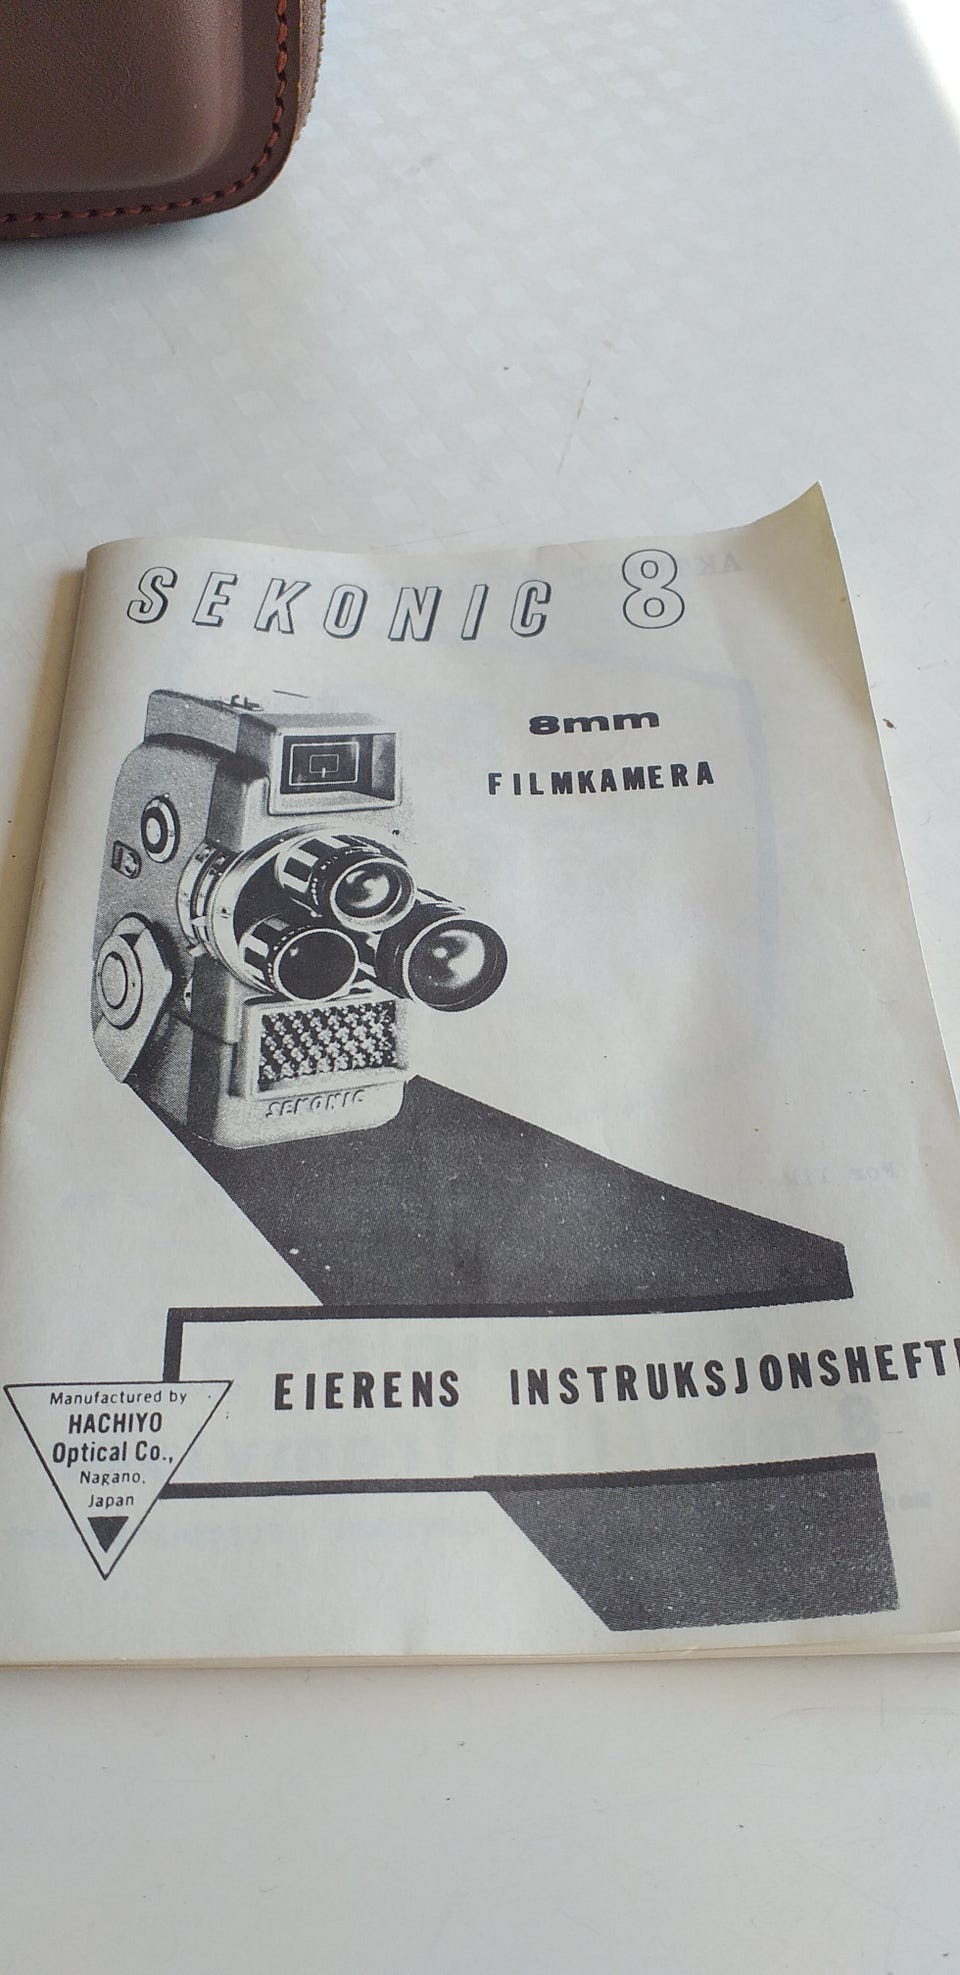 SEKONIC 8
8mm
FILMKAMERA
SEKONIC
EIERENS INSTRUKSJONSHEFTE
Manufactured by
HACHIYO
Optical Co.,
Nagano,
Japan